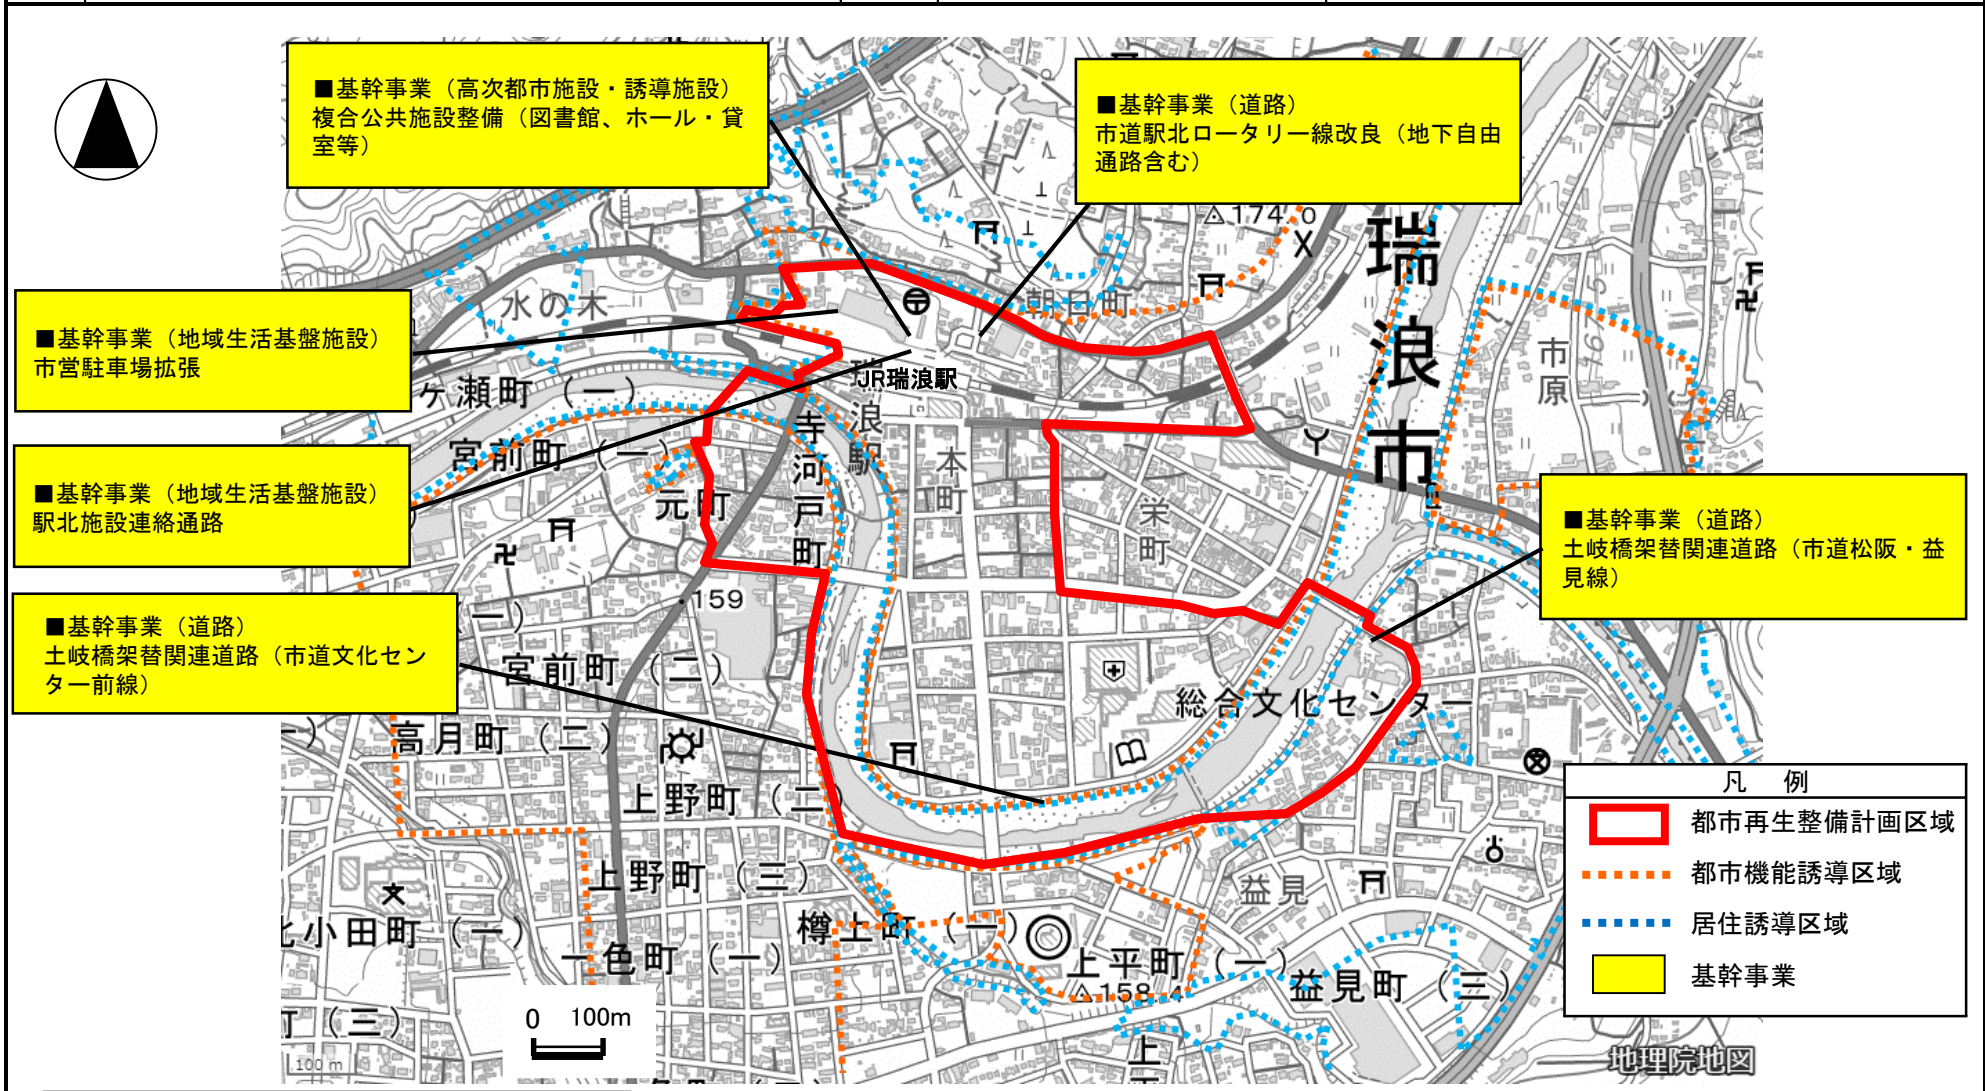 ■基幹事業（高次都市施設・誘導施設）
複合公共施設整備（図書館、ホール・貸
室等）
■基幹事業（道路）
市道駅北ロータリー線改良（地下自由
通路含む）
■基幹事業（地域生活基盤施設）
市営駐車場拡張
■基幹事業（地域生活基盤施設）
駅北施設連絡通路
■基幹事業（道路）
土岐橋架替関連道路（市道文化セン
ター前線）
■基幹事業（道路）
土岐橋架替関連道路（市道松阪・益
見線）
174.0
瑞浪市
水の木
朝日町
市原
JR瑞浪駅
瑞浪駅
ヶ瀬町（一）
宮前町（一）
元町
寺河戸町
本町
栄町
159
（一）
宮前町（二）
総合文化センター
高月町（二）
上野町（二）
上野町（三）
北小田町（一）
一色町（一）
樽上町（一）
上平町（一）
158.4
益見
益見町（三）
町（三）
0 100m
100 m
凡 例
都市再生整備計画区域
都市機能誘導区域
居住誘導区域
基幹事業
地理院地図